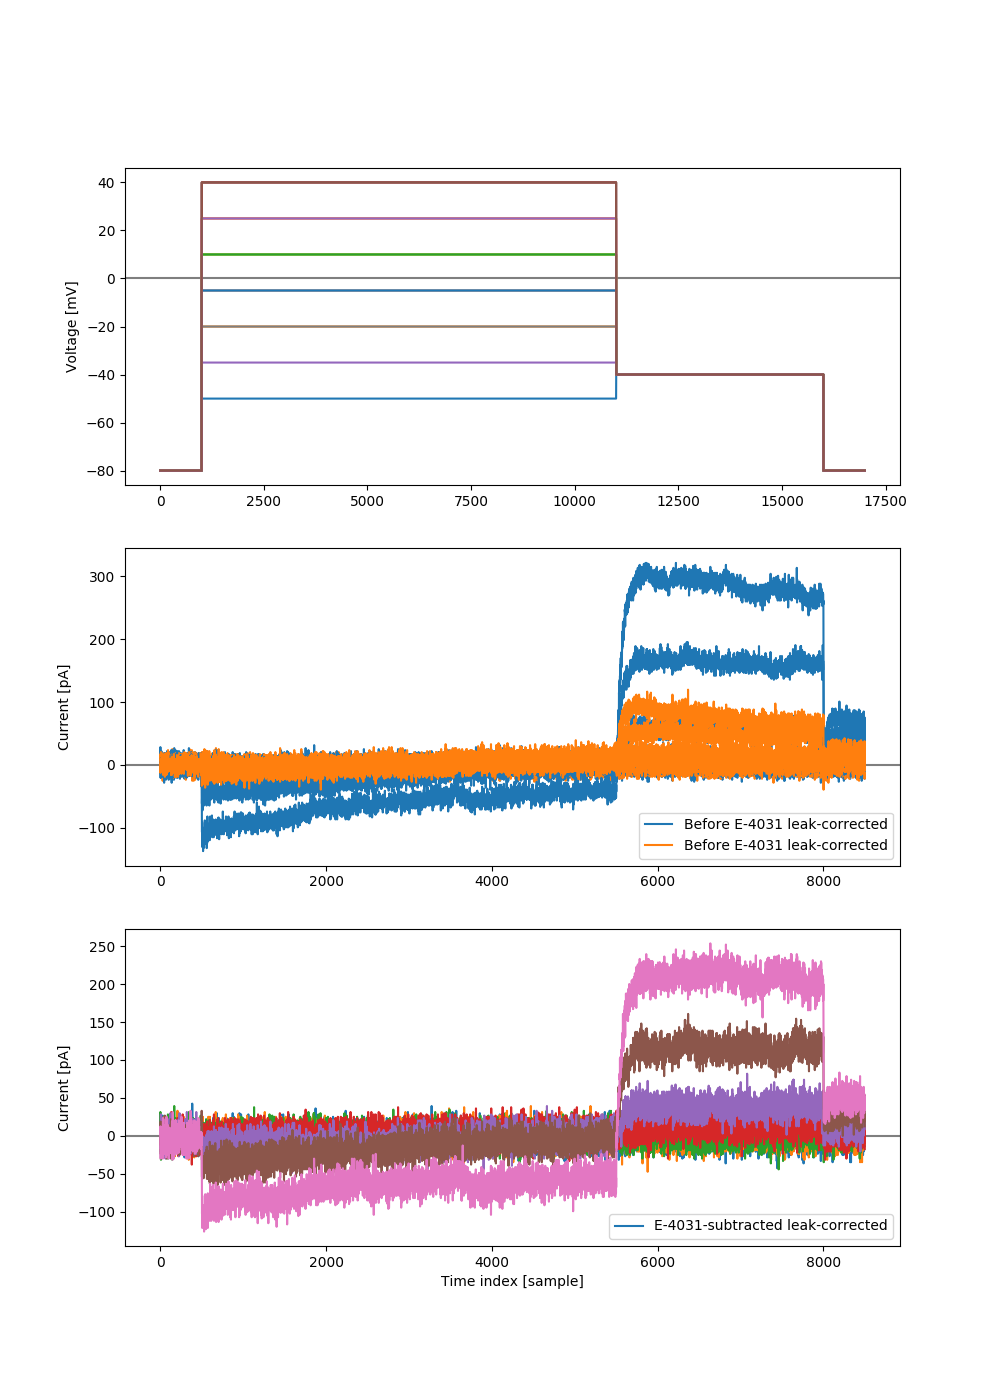 40
20
0
−20
−40
−60
−80
Voltage [mV]
0 2500 5000 7500 10000 12500 15000 17500
300
200
100
0
−100
Current [pA]
Before E-4031 leak-corrected
Before E-4031 leak-corrected
0 2000 4000 6000 8000
250
200
150
100
50
0
−50
−100
Current [pA]
E-4031-subtracted leak-corrected
0 2000 4000 6000 8000
Time index [sample]